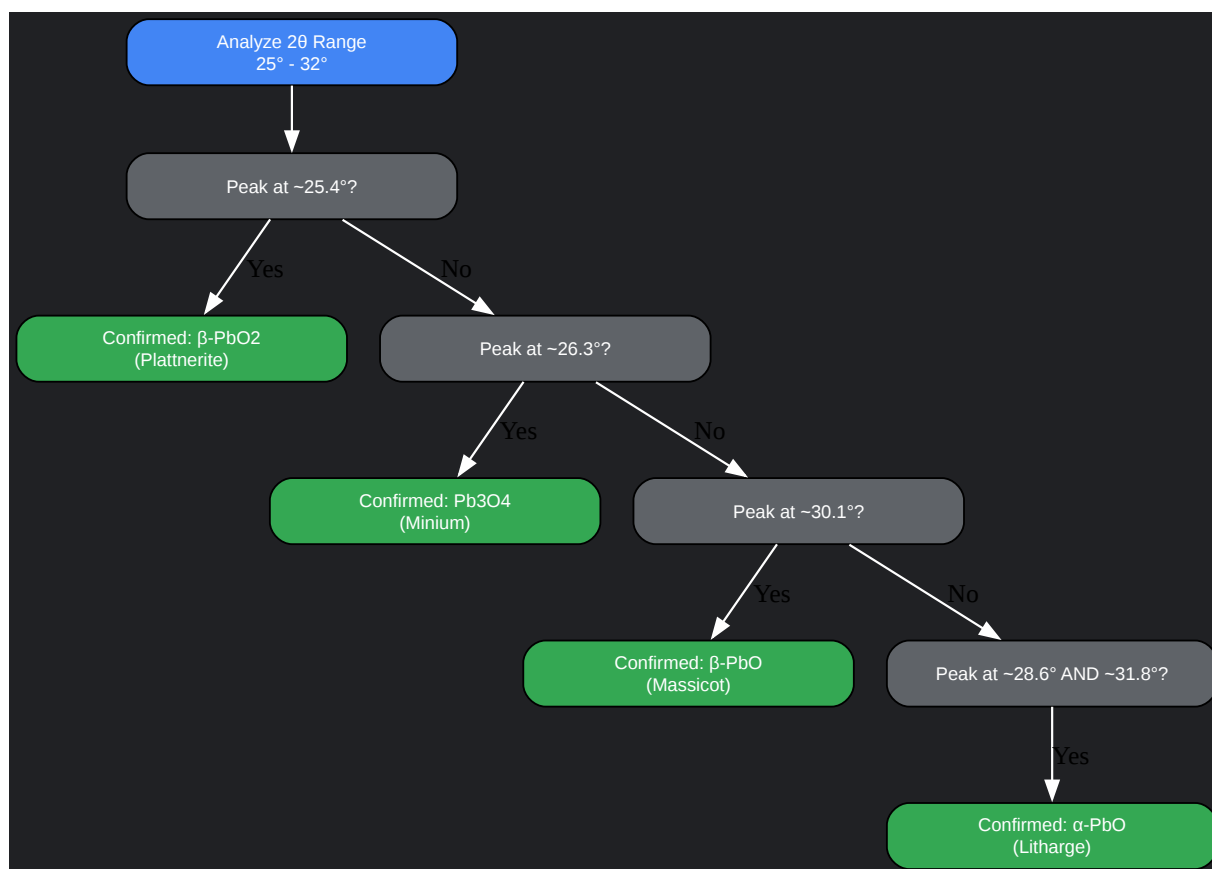 Analyze 2θ Range
25° - 32°
Peak at ~25.4°?
Yes
No
Confirmed: β-PbO2
(Plattnerite)
Peak at ~26.3°?
Yes
No
Confirmed: Pb3O4
(Minium)
Peak at ~30.1°?
Yes
No
Confirmed: β-PbO
(Massicot)
Peak at ~28.6° AND ~31.8°?
Yes
Confirmed: α-PbO
(Litharge)